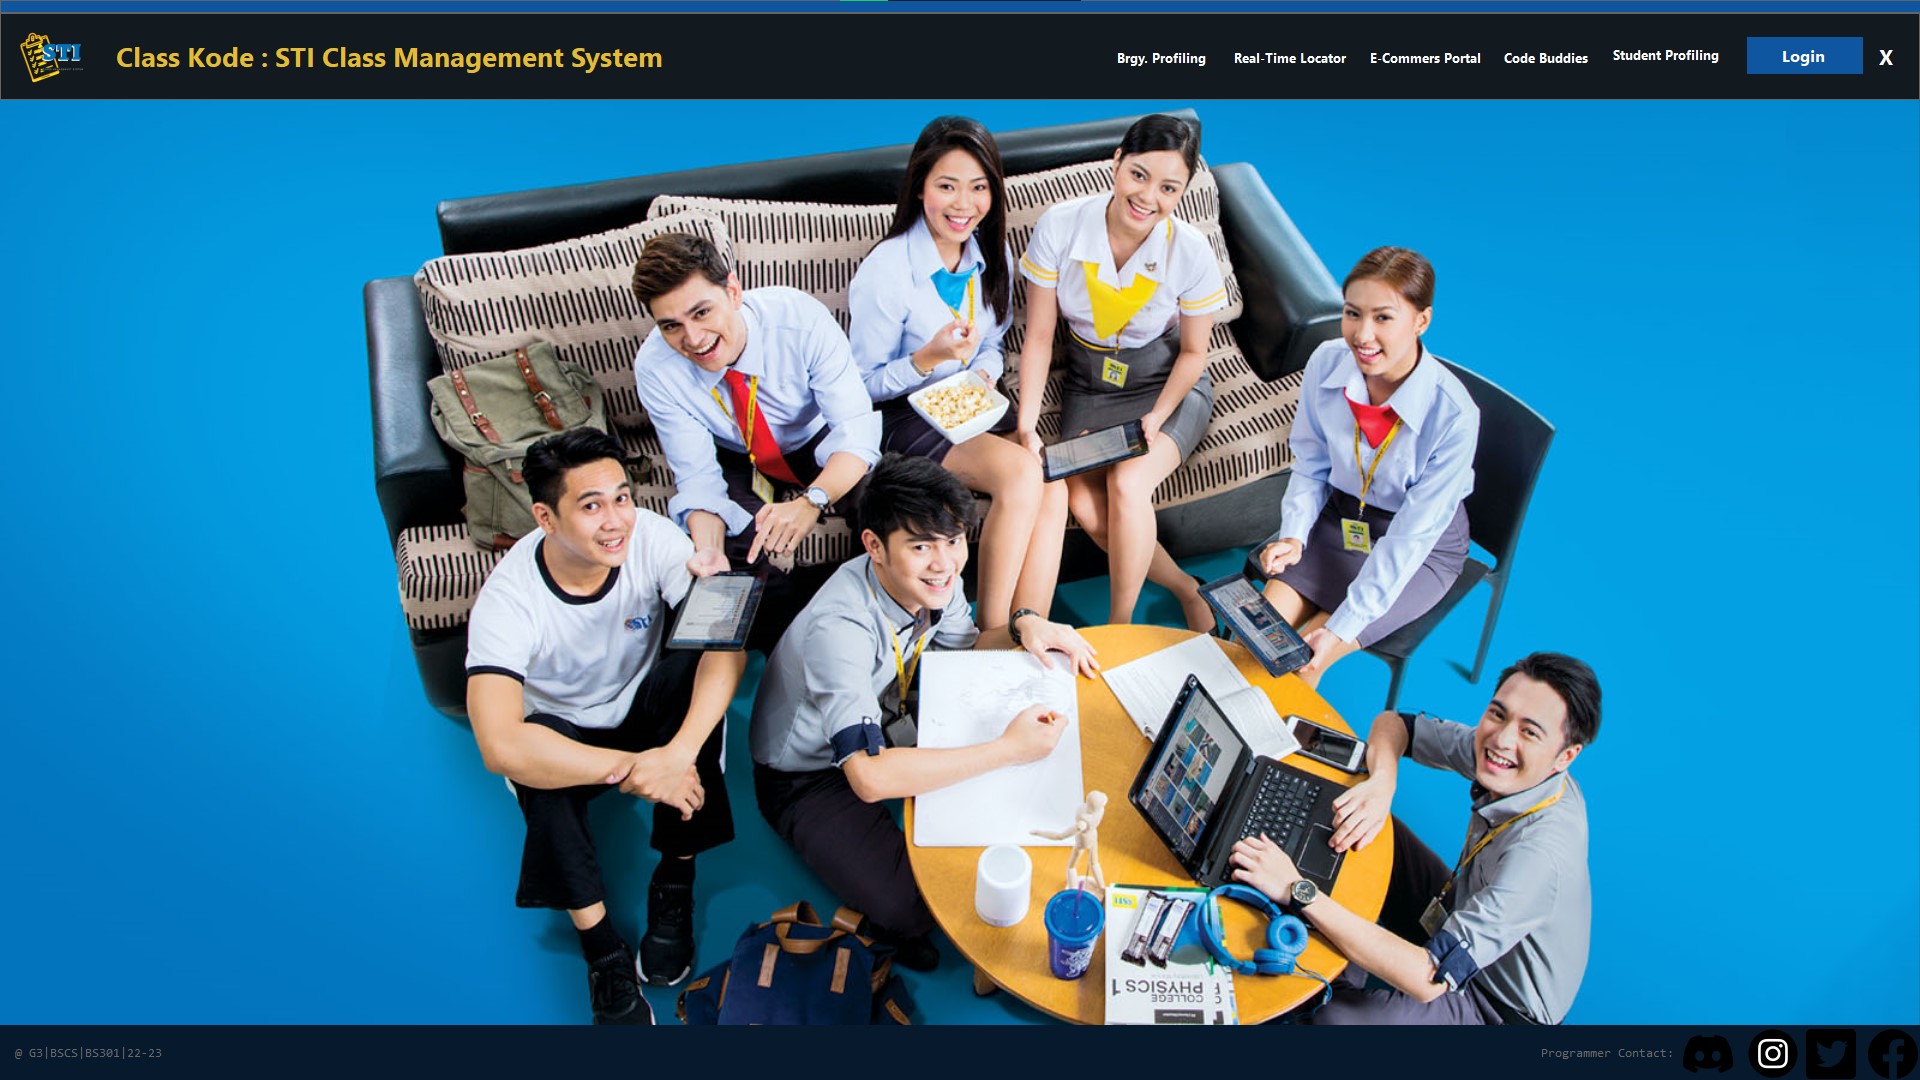 STI
Class Kode : STI Class Management System
Brgy. Profiling
Real-Time Locator
E-Commers Portal
Code Buddies
Student Profiling
Login
X
STI
COLLEGE
PHYSICS 1
@ G3|BSCS|BS301|22-23
Programmer Contact: